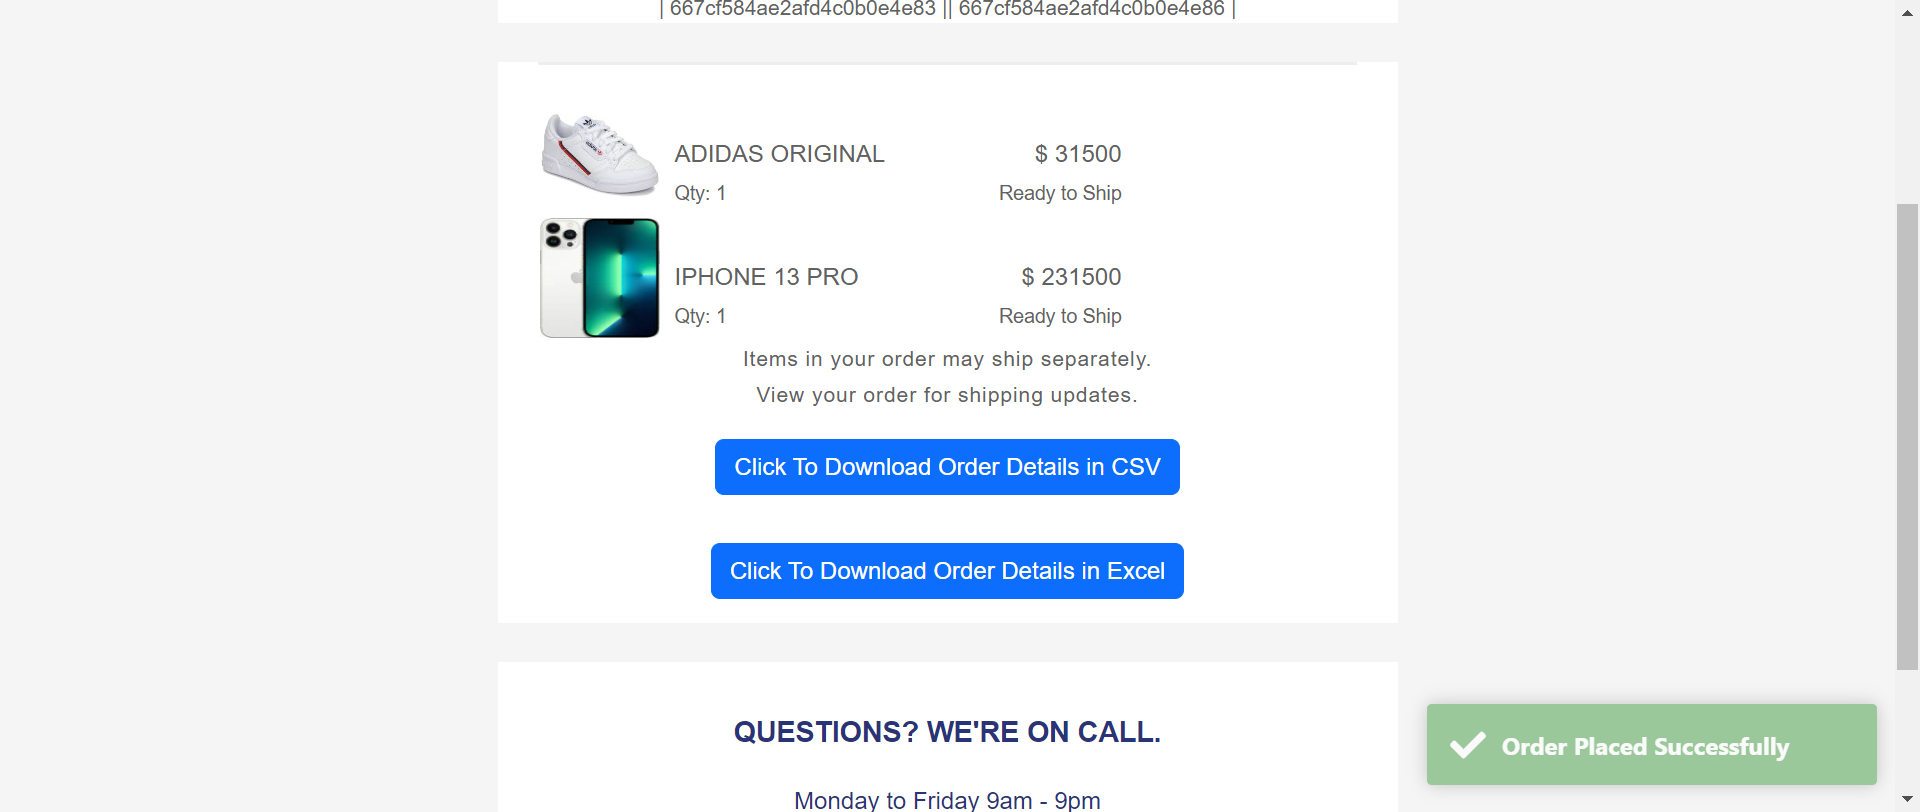 | 667cf584ae2afd4c0b0e4e83 || 667cf584ae2afd4c0b0e4e86 |
ADIDAS ORIGINAL
$ 31500
Qty: 1
Ready to Ship
IPHONE 13 PRO
$ 231500
Qty: 1
Ready to Ship
Items in your order may ship separately.
View your order for shipping updates.
Click To Download Order Details in CSV
Click To Download Order Details in Excel
QUESTIONS? WE'RE ON CALL.
Order Placed Successfully
Monday to Friday 9am - 9pm